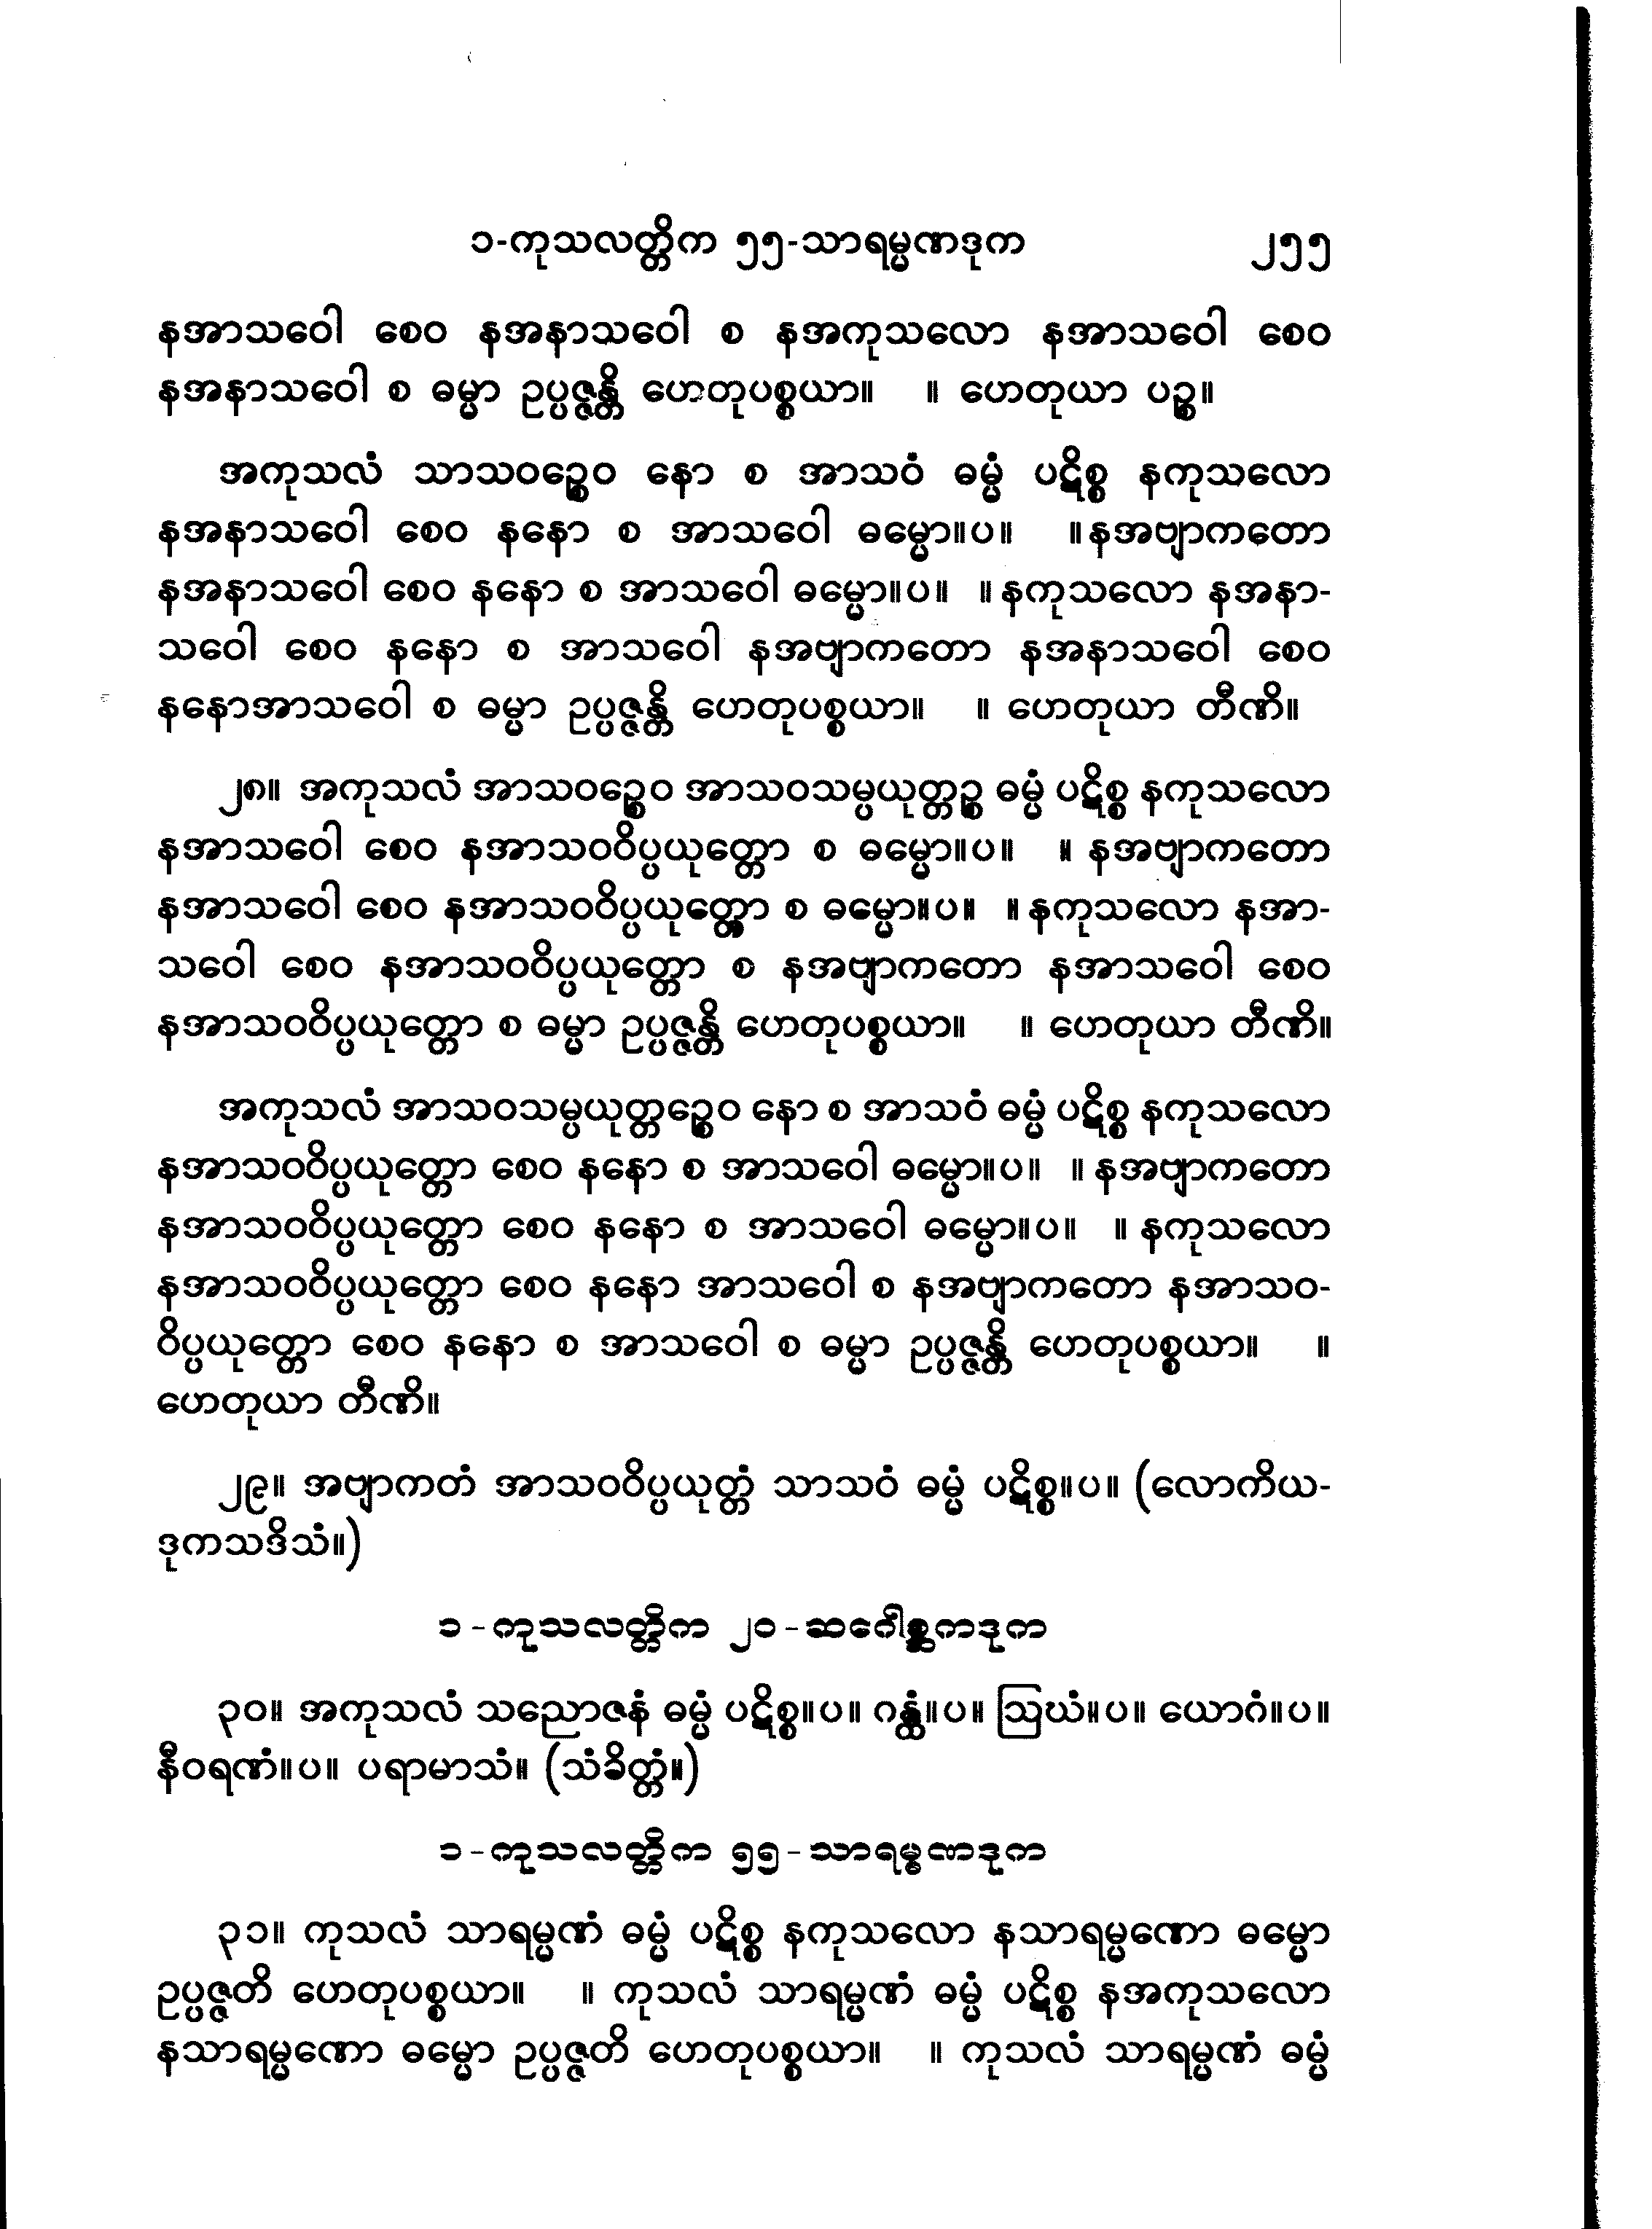 ၁-ကုသလတ္တိက ၅၅-သာရမ္မဏဒုက ၂၅၅
နအာသဝေါ စေဝ နအနာသဝေါ စ နအကုသလော နအာသဝေါ စေဝ
နအနာသဝေါ စ ဓမ္မာ ဥပ္ပဇ္ဇန္တိ ဟေတုပစ္စယာ။ ။ ဟေတုယာ ပဉ္စ။
အကုသလံ သာသဝဉ္စေဝ နော စ အာသဝံ ဓမ္မံ ပဋိစ္စ နကုသလော
နအနာသဝေါ စေဝ နနော စ အာသဝေါ ဓမ္မော။ပ။ ။နအဗျာကတော
နအနာသဝေါ စေဝ နနော စ အာသဝေါ ဓမ္မော။ပ။ ။နကုသလော နအနာ-
သဝေါ စေဝ နနော စ အာသဝေါ နအဗျာကတော နအနာသဝေါ စေဝ
နနောအာသဝေါ စ ဓမ္မာ ဥပ္ပဇ္ဇန္တိ ဟေတုပစ္စယာ။ ။ ဟေတုယာ တီဏိ။
၂၈။ အကုသလံ အာသဝဉ္စေဝ အာသဝသမ္ပယုတ္တဉ္စ ဓမ္မံ ပဋိစ္စ နကုသလော
နအာသဝေါ စေဝ နအာသဝဝိပ္ပယုတ္တော စ ဓမ္မော။ပ။ ။ နအဗျာကတော
နအာသဝေါ စေဝ နအာသဝဝိပ္ပယုတ္တော စ ဓမ္မော။ပ။ ။နကုသလော နအာ-
သဝေါ စေဝ နအာသဝဝိပ္ပယုတ္တော စ နအဗျာကတော နအာသဝေါ စေဝ
နအာသဝဝိပ္ပယုတ္တော စ ဓမ္မာ ဥပ္ပဇ္ဇန္တိ ဟေတုပစ္စယာ။ ။ ဟေတုယာ တီဏိ။
အကုသလံ အာသဝသမ္ပယုတ္တဉ္စေဝ နော စ အာသဝံ ဓမ္မံ ပဋိစ္စ နကုသလော
နအာသဝဝိပ္ပယုတ္တော စေဝ နနော စ အာသဝေါ ဓမ္မော။ပ။ ။ နအဗျာကတော
နအာသဝဝိပ္ပယုတ္တော စေဝ နနော စ အာသဝေါ ဓမ္မော။ပ။ ။ နကုသလော
နအာသဝဝိပ္ပယုတ္တော စေဝ နနော အာသဝေါ စ နအဗျာကတော နအာသဝ-
ဝိပ္ပယုတ္တော စေဝ နနော စ အာသဝေါ စ ဓမ္မာ ဥပ္ပဇ္ဇန္တိ ဟေတုပစ္စယာ။ ။
ဟေတုယာ တီဏိ။
၂၉။ အဗျာကတံ အာသဝဝိပ္ပယုတ္တံ သာသဝံ ဓမ္မံ ပဋိစ္စ။ပ။ (လောကိယ-
ဒုကသဒိသံ။)
၁-ကုသလတ္တိက ၂၀-ဆဂေါစ္ဆကဒုက
၃၀။ အကုသလံ သညောဇနံ ဓမ္မံ ပဋိစ္စ။ပ။ ဂန္ထံ။ပ။ ဩဃံ။ပ။ ယောဂံ။ပ။
နီဝရဏံ။ပ။ ပရာမာသံ။ (သံခိတ္တံ။)
၁-ကုသလတ္တိက ၅၅-သာရမ္မဏဒုက
၃၁။ ကုသလံ သာရမ္မဏံ ဓမ္မံ ပဋိစ္စ နကုသလော နသာရမ္မဏော ဓမ္မော
ဥပ္ပဇ္ဇတိ ဟေတုပစ္စယာ။ ။ ကုသလံ သာရမ္မဏံ ဓမ္မံ ပဋိစ္စ နအကုသလော
နသာရမ္မဏော ဓမ္မော ဥပ္ပဇ္ဇတိ ဟေတုပစ္စယာ။ ။ ကုသလံ သာရမ္မဏံ ဓမ္မံ